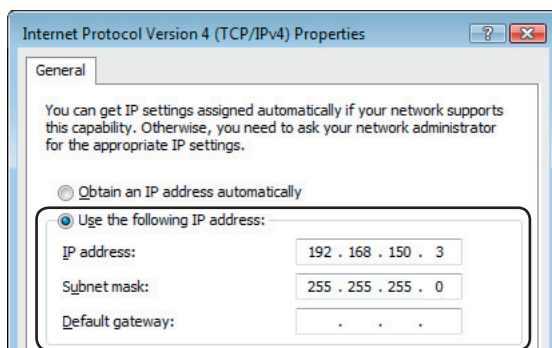 Internet Protocol Version 4 (TCP/IPv4) Properties
General
You can get IP settings assigned automatically if your network supports
this capability. Otherwise, you need to ask your network administrator
for the appropriate IP settings.
Obtain an IP address automatically
Use the following IP address:
IP address: 192 . 168 . 150 . 3
Subnet mask: 255 . 255 . 255 . 0
Default gateway: . . .